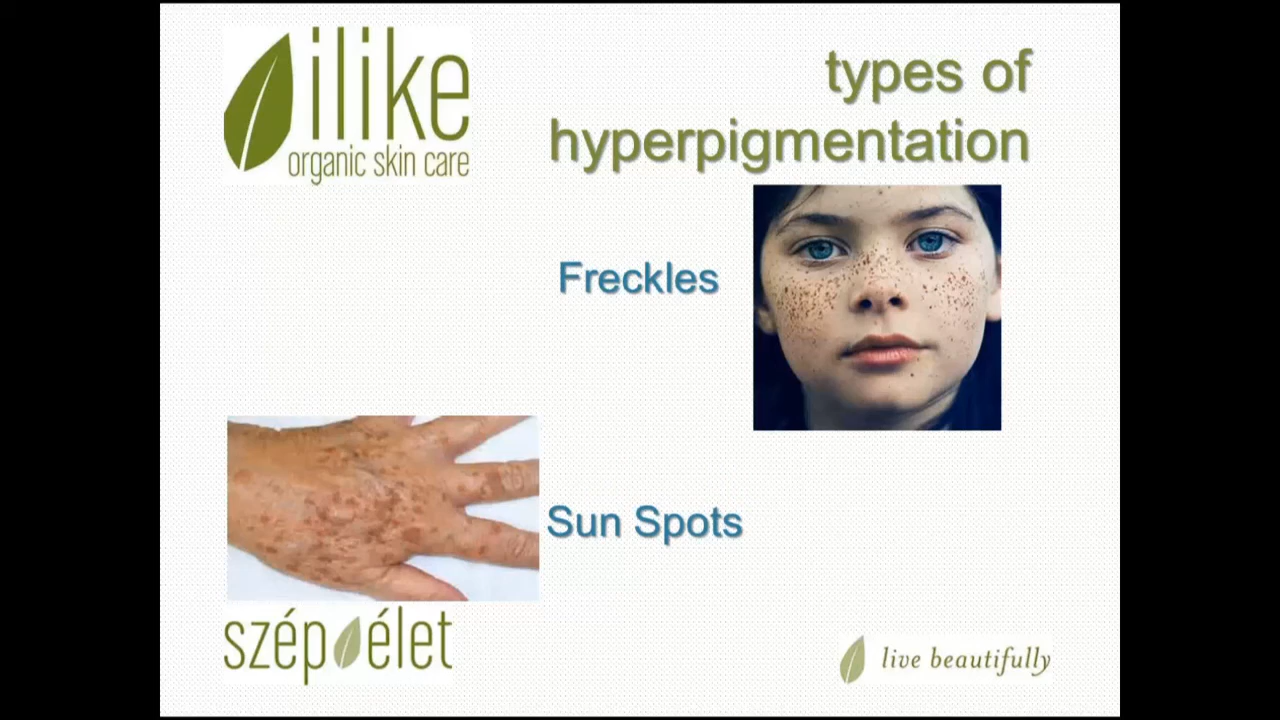 ilike
organic skin care
types of
hyperpigmentation
Freckles
Sun Spots
szép élet
live beautifully